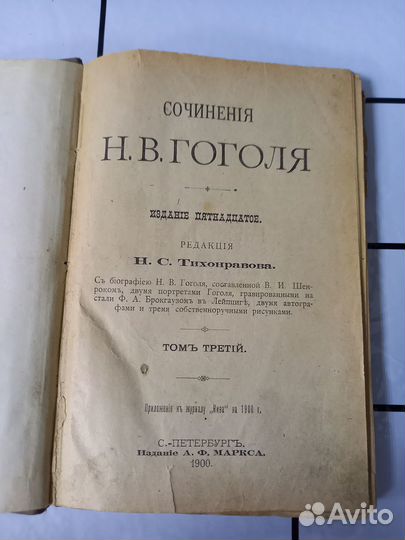 СОЧИНЕНІЯ
Н. В. ГОГОЛЯ
ИЗДАНІЕ ПЯТНАДЦАТОЕ.
РЕДАКЦІЯ
Н. С. Тихонравова.
Съ біографіею Н. В. Гоголя, составленной В. И. Шен-
рокомъ, двумя портретами Гоголя, гравированными на
стали Ф. А. Брокгаузомъ въ Лейпцигѣ, двумя автогра-
фами и тремя собственноручными рисунками.
ТОМЪ ТРЕТІЙ.
Приложеніе къ журналу „Нива" на 1900 г.
С.-ПЕТЕРБУРГЪ.
Изданіе А. Ф. МАРКСА.
1900.
Avito